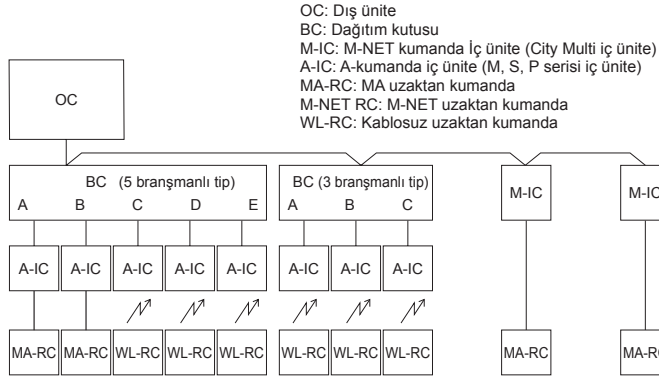 OC: Dış ünite
BC: Dağıtım kutusu
M-IC: M-NET kumanda İç ünite (City Multi iç ünite)
A-IC: A-kumanda iç ünite (M, S, P serisi iç ünite)
MA-RC: MA uzaktan kumanda
M-NET RC: M-NET uzaktan kumanda
WL-RC: Kablosuz uzaktan kumanda
OC
BC (5 branşmanlı tip) BC (3 branşmanlı tip) M-IC M-IC
A B C D E A B C
A-IC A-IC A-IC A-IC A-IC A-IC A-IC A-IC
MA-RC MA-RC WL-RC WL-RC WL-RC WL-RC WL-RC WL-RC MA-RC MA-RC